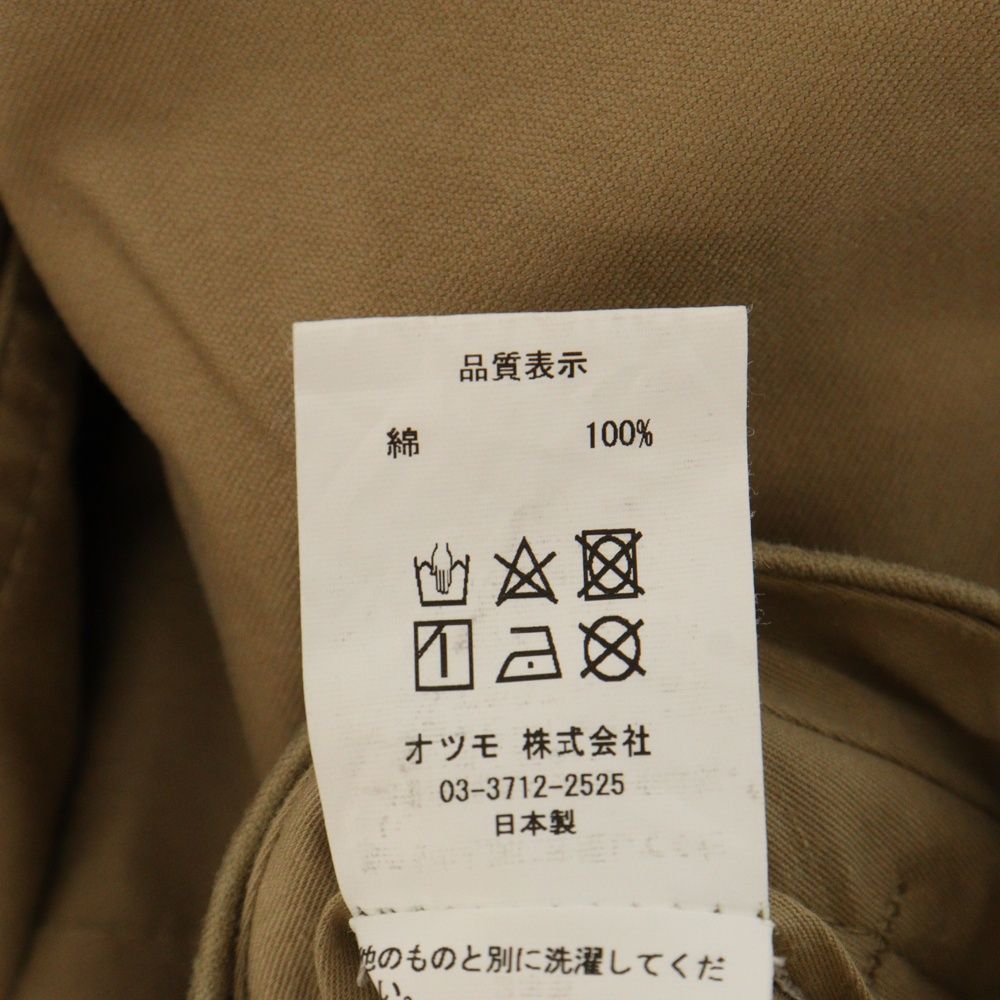 品質表示
綿 100%
オツモ 株式会社
03-3712-2525
日本製
他のものと別に洗濯してくだ
い。